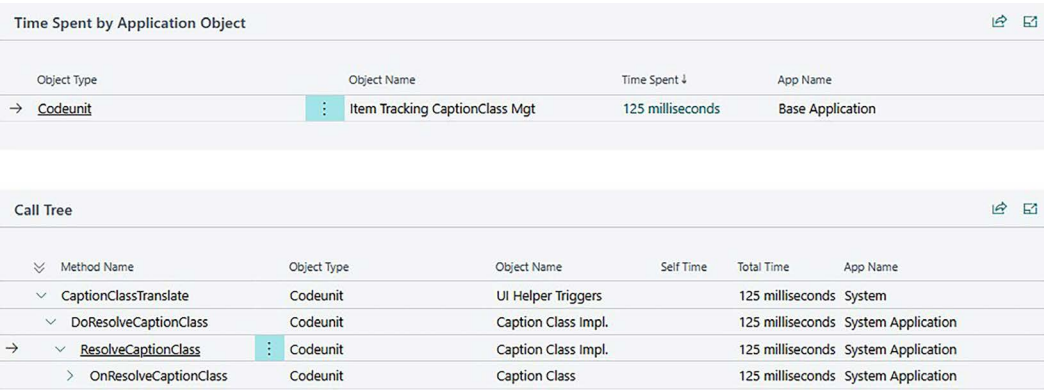 Time Spent by Application Object
Object Type Object Name Time Spent↓ App Name
Codeunit Item Tracking CaptionClass Mgt 125 milliseconds Base Application
Call Tree
Method Name Object Type Object Name Self Time Total Time App Name
CaptionClassTranslate Codeunit UI Helper Triggers 125 milliseconds System
DoResolveCaptionClass Codeunit Caption Class Impl. 125 milliseconds System Application
ResolveCaptionClass Codeunit Caption Class Impl. 125 milliseconds System Application
OnResolveCaptionClass Codeunit Caption Class 125 milliseconds System Application